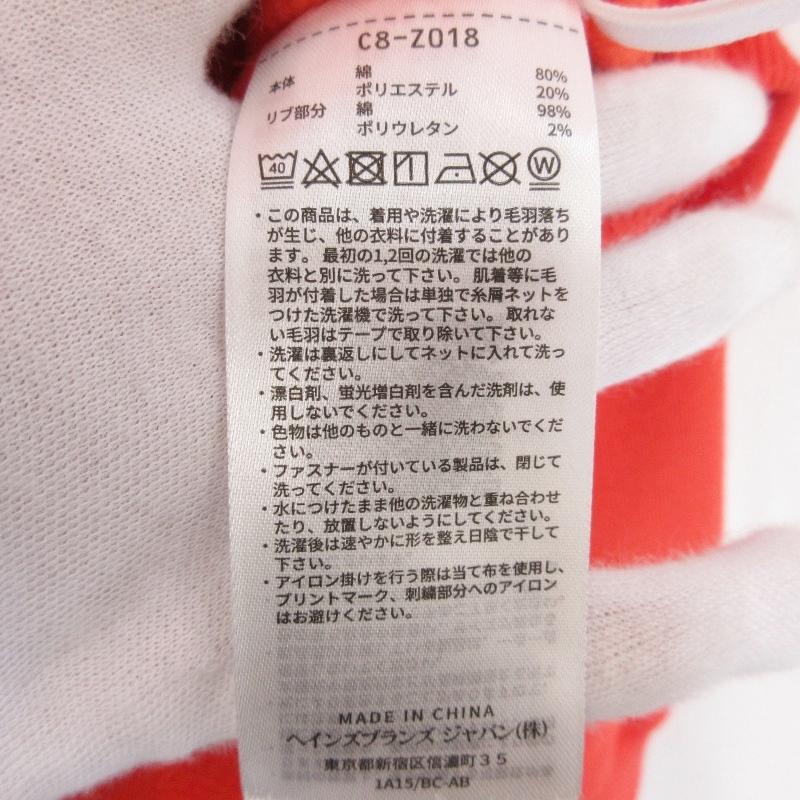 C8-Z018
本体 綿 80%
ポリエステル 20%
リブ部分 綿 98%
ポリウレタン 2%
40 W
・この商品は、着用や洗濯により毛羽落ち
が生じ、他の衣料に付着することがあり
ます。最初の1,2回の洗濯では他の
衣料と別に洗って下さい。肌着等に毛
羽が付着した場合は単独で糸屑ネットを
つけた洗濯機で洗って下さい。取れな
い毛羽はテープで取り除いて下さい。
・洗濯は裏返しにしてネットに入れて洗っ
てください。
・漂白剤、蛍光増白剤を含んだ洗剤は、使
用しないでください。
・色物は他のものと一緒に洗わないでくだ
さい。
・ファスナーが付いている製品は、閉じて
洗ってください。
・水につけたまま他の洗濯物と重ね合わせ
たり、放置しないようにしてください。
・洗濯後は速やかに形を整え日陰で干して
下さい。
・アイロン掛けを行う際は当て布を使用し、
プリントマーク、刺繍部分へのアイロン
はお避けください。
MADE IN CHINA
ヘインズブランズ ジャパン(株)
東京都新宿区信濃町35
1A15/BC-AB